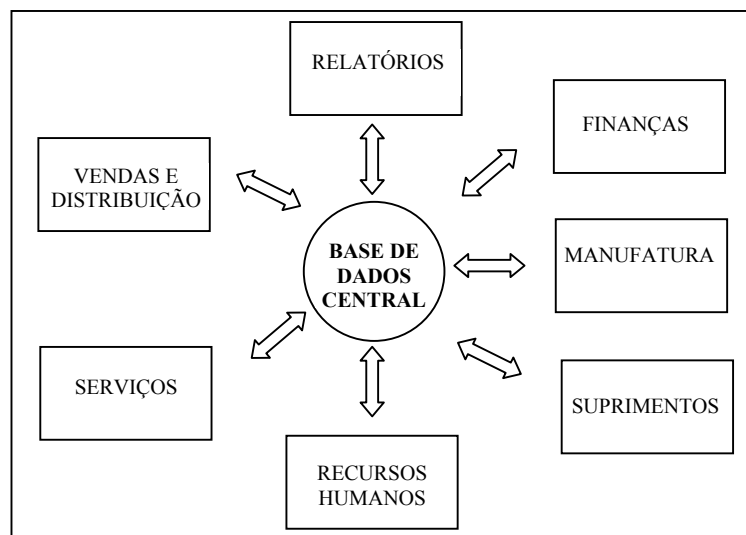 RELATÓRIOS
FINANÇAS
VENDAS E
DISTRIBUIÇÃO
BASE DE
DADOS
CENTRAL
MANUFATURA
SERVIÇOS
SUPRIMENTOS
RECURSOS
HUMANOS